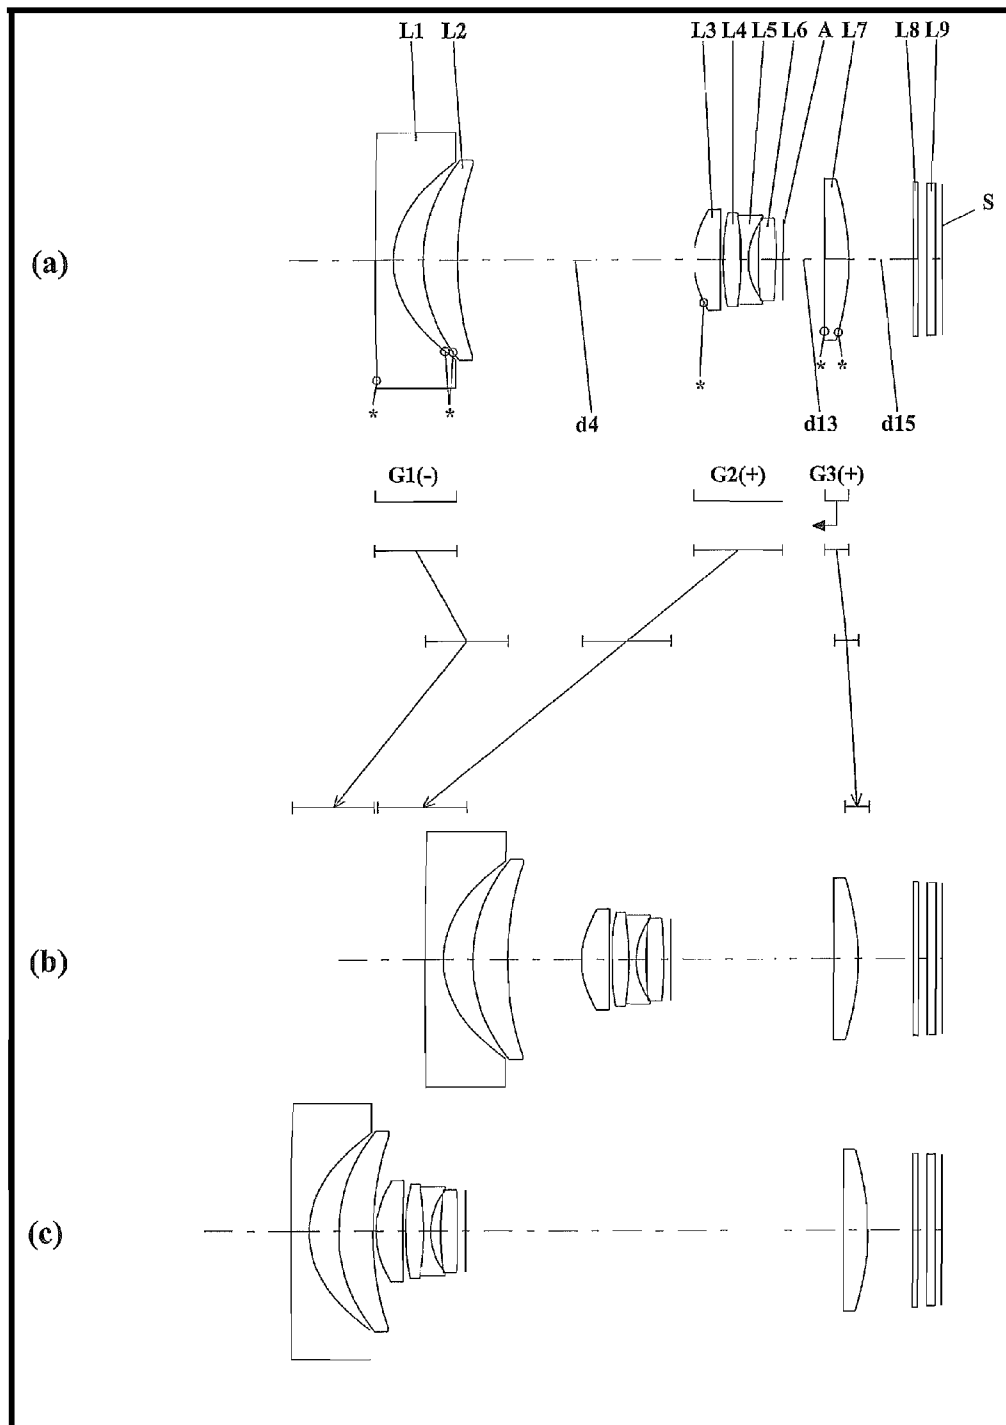 L1 L2 L3 L4 L5 L6 A L7 L8 L9
S
(a)
* * * * *
d4 d13 d15
G1(-) G2(+) G3(+)
(b)
(c)